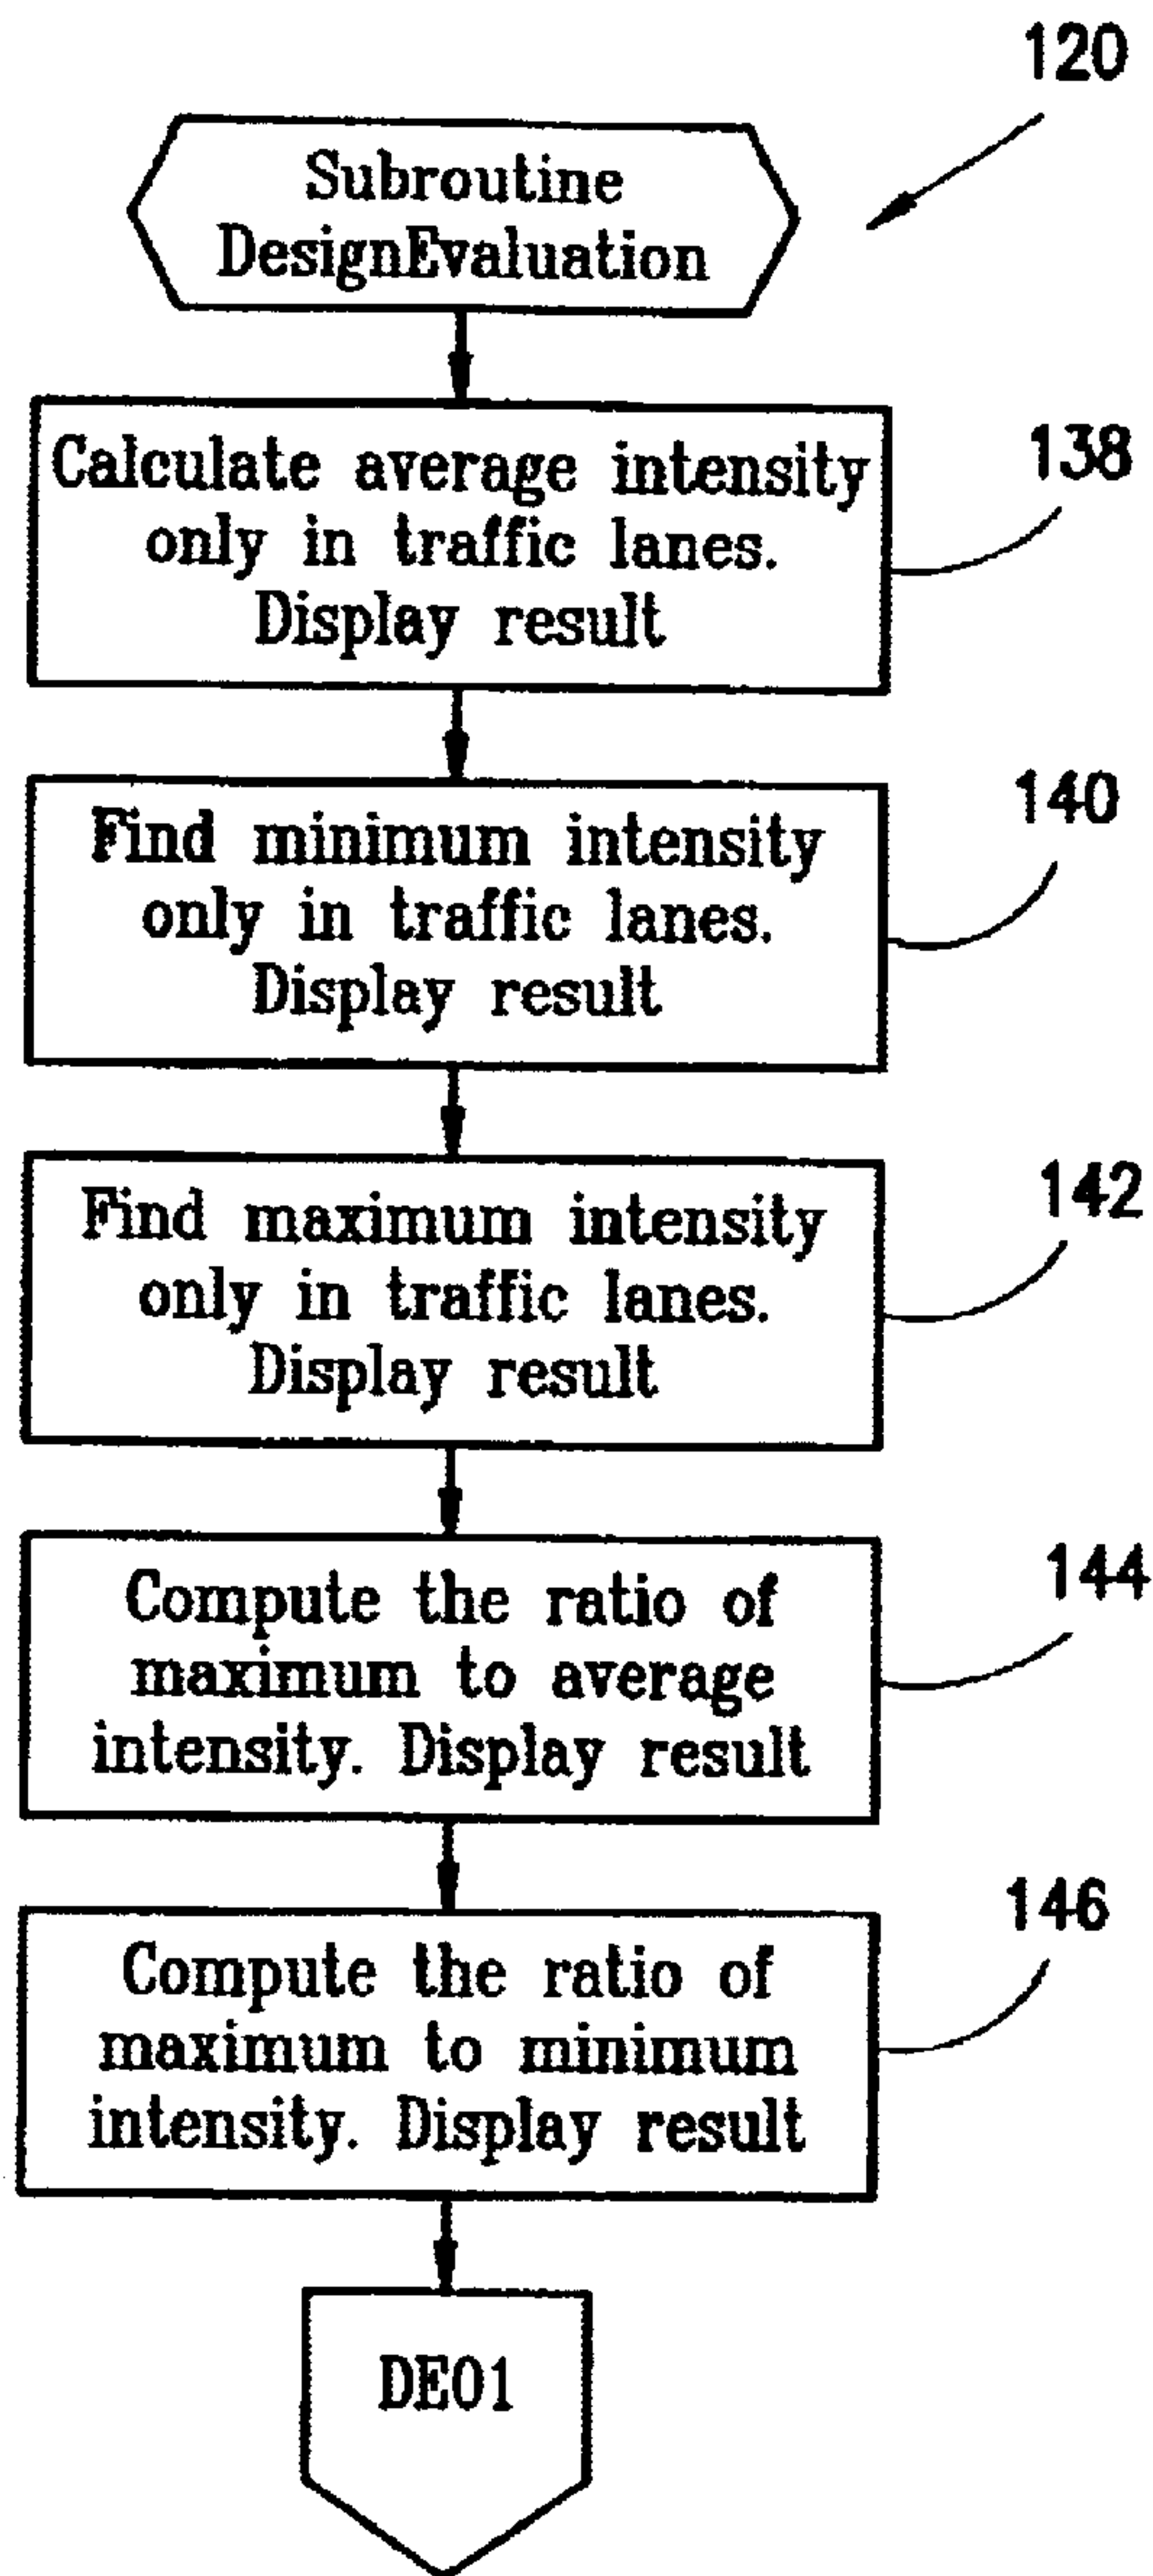 120
Subroutine
DesignEvaluation
Calculate average intensity
only in traffic lanes.
Display result
138
Find minimum intensity
only in traffic lanes.
Display result
140
Find maximum intensity
only in traffic lanes.
Display result
142
Compute the ratio of
maximum to average
intensity. Display result
144
Compute the ratio of
maximum to minimum
intensity. Display result
146
DE01